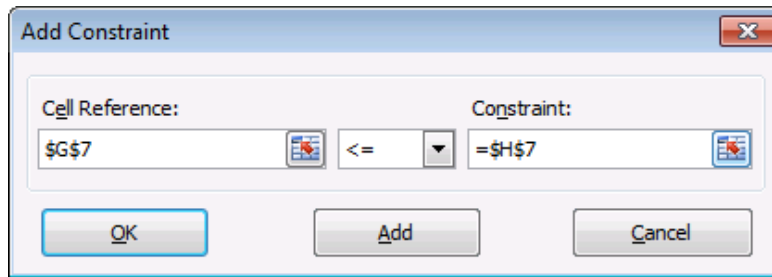 Add Constraint
Cell Reference: Constraint:
$G$7 <= =$H$7
OK Add Cancel